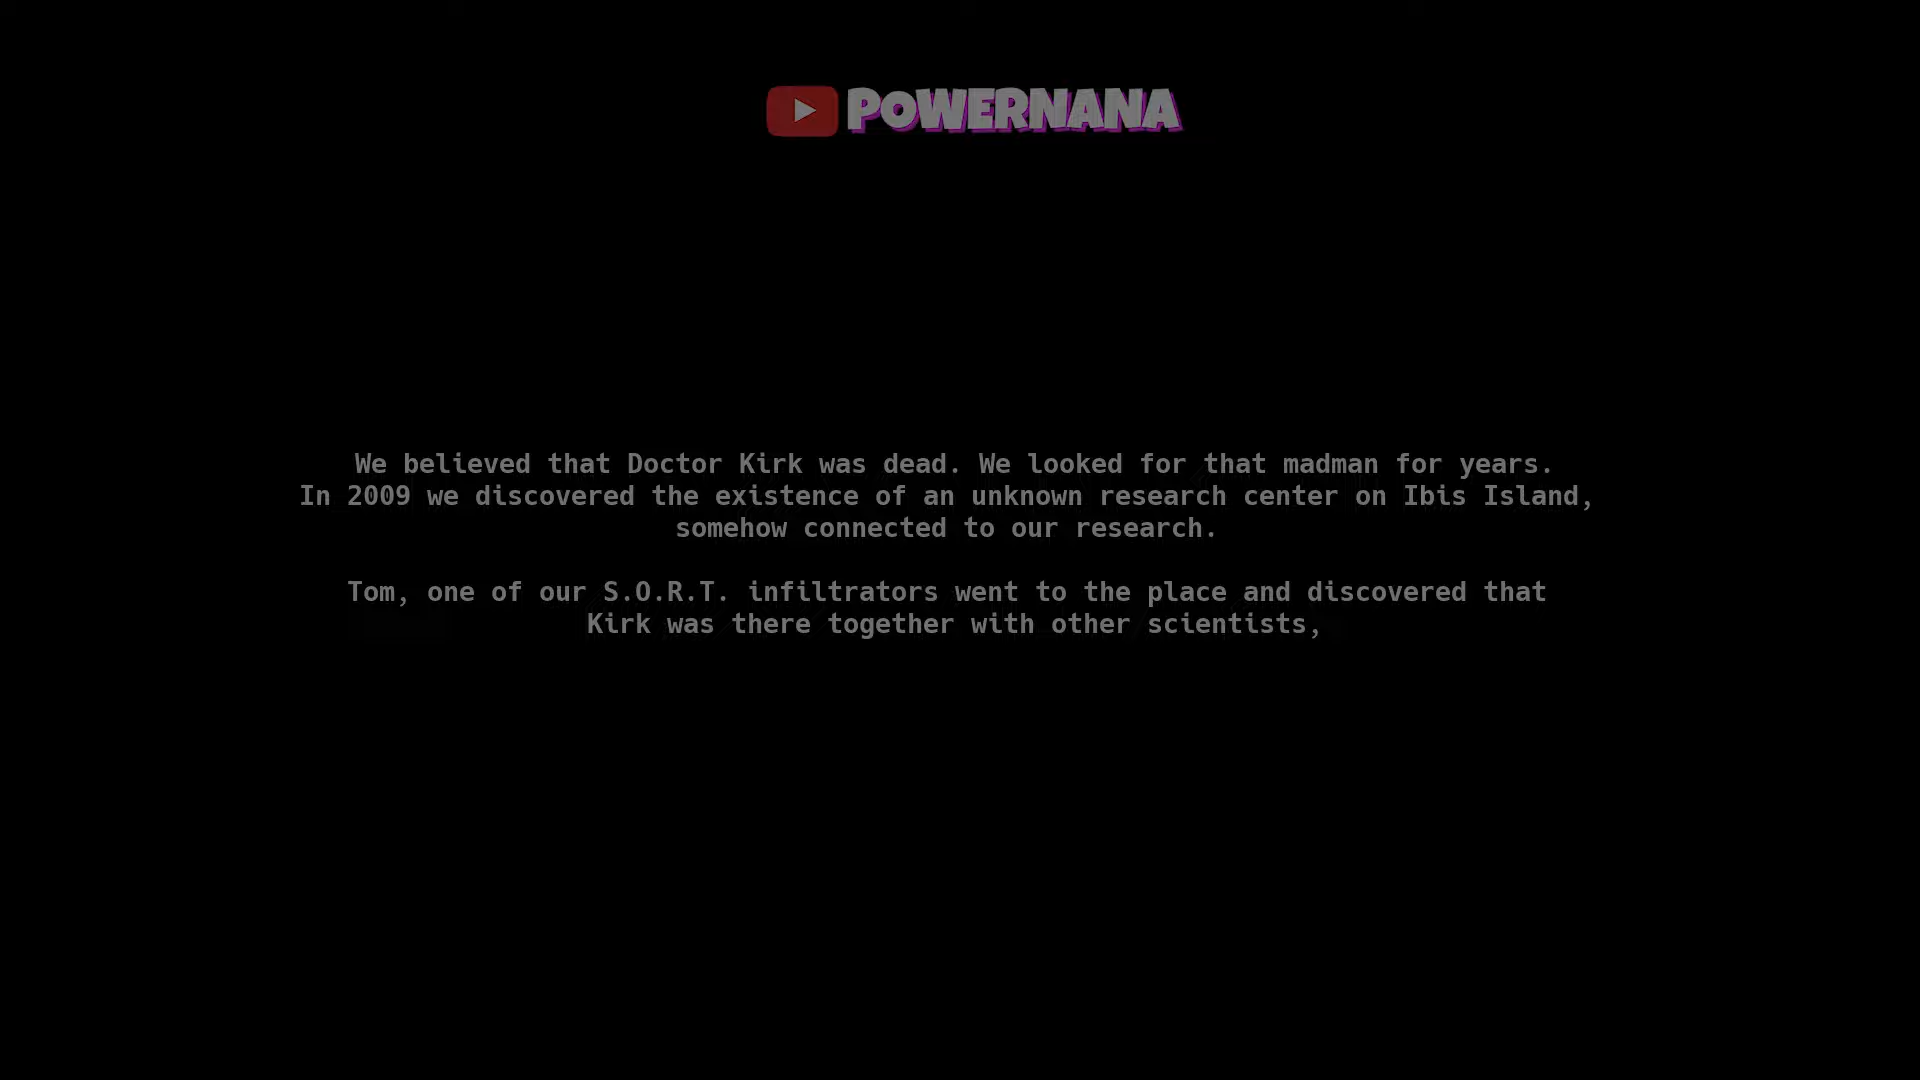 POWERNANA
We believed that Doctor Kirk was dead. We looked for that madman for years.
In 2009 we discovered the existence of an unknown research center on Ibis Island,
somehow connected to our research.
Tom, one of our S.O.R.T. infiltrators went to the place and discovered that
Kirk was there together with other scientists,